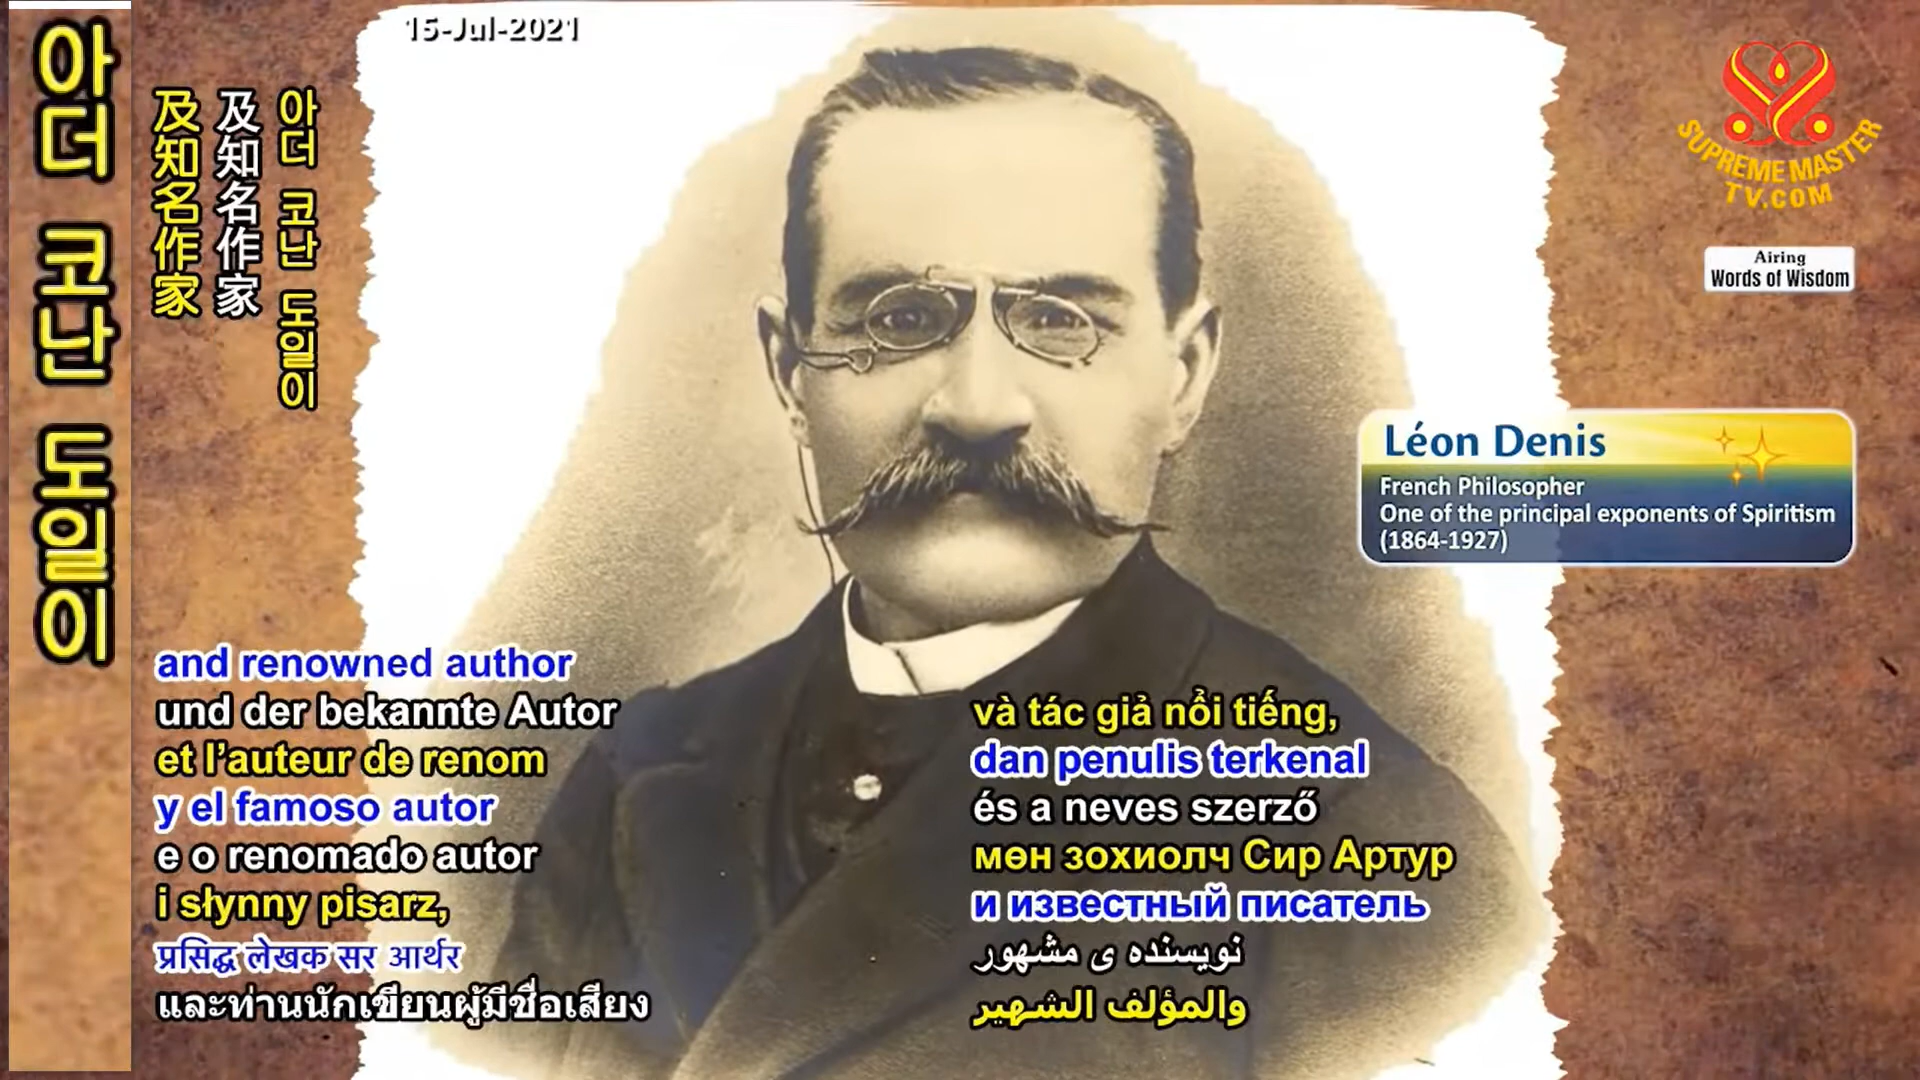 15-Jul-2021
아더 코난 도일이
及知名作家
及知名作家
아더 코난 도일이
SUPREME MASTER
TV.COM
Airing
Words of Wisdom
Léon Denis
French Philosopher
One of the principal exponents of Spiritism
(1864-1927)
and renowned author
und der bekannte Autor
et l’auteur de renom
y el famoso autor
e o renomado autor
i słynny pisarz,
प्रसिद्ध लेखक सर आर्थर
และท่านนักเขียนผู้มีชื่อเสียง
và tác giả nổi tiếng,
dan penulis terkenal
és a neves szerző
мөн зохиолч Сир Артур
и известный писатель
نویسنده ی مشهور
والمؤلف الشهير